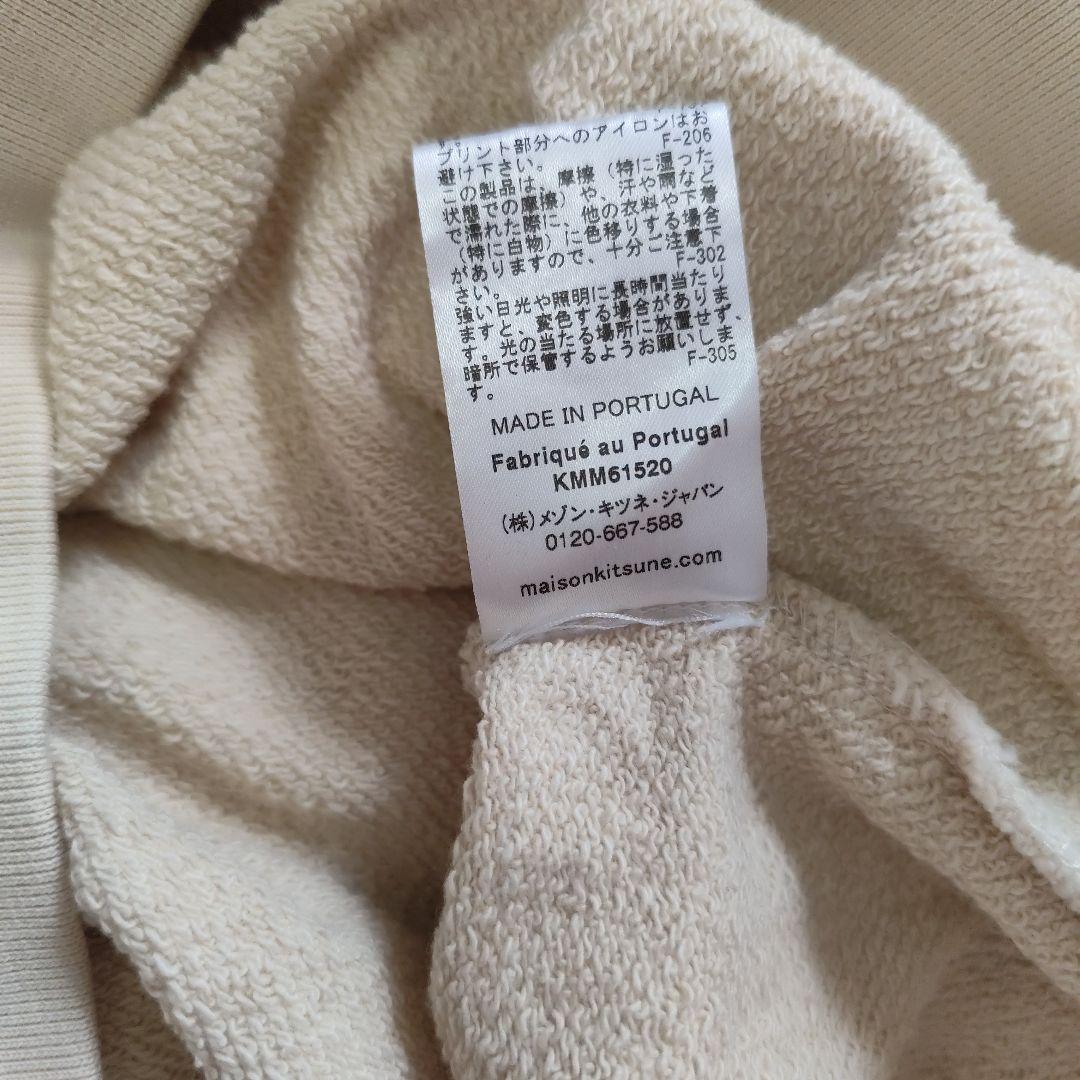 プリント部分へのアイロンはお
F-206
避け下さい。
この製品は、摩擦（特に湿った
状態での摩擦）や、汗や雨など
で濡れた際に、他の衣料や着
（特に白物）に色移りする場合
がありますので、十分ご注意下
さい。
F-302
強い日光や照明に長時間当たり
ますと、変色する場合がありま
す。光の当たる場所に放置せず、
暗所で保管するようお願いしま
す。
F-305
MADE IN PORTUGAL
Fabriqué au Portugal
KMM61520
（株）メゾン・キツネ・ジャパン
0120-667-588
maisonkitsune.com